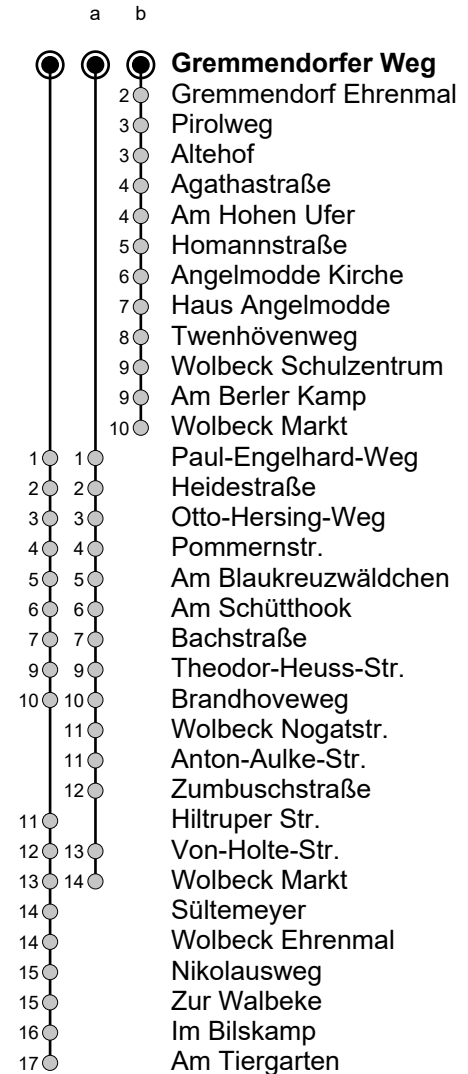 a b
Gremmendorfer Weg
2 Gremmendorf Ehrenmal
3 Pirolweg
3 Altehof
4 Agathastraße
4 Am Hohen Ufer
5 Homannstraße
6 Angelmodde Kirche
7 Haus Angelmodde
8 Twenhövenweg
9 Wolbeck Schulzentrum
9 Am Berler Kamp
10 Wolbeck Markt
1 1 Paul-Engelhard-Weg
2 2 Heidestraße
3 3 Otto-Hersing-Weg
4 4 Pommernstr.
5 5 Am Blaukreuzwäldchen
6 6 Am Schütthook
7 7 Bachstraße
9 9 Theodor-Heuss-Str.
10 10 Brandhoveweg
11 Wolbeck Nogatstr.
11 Anton-Aulke-Str.
12 Zumbuschstraße
11 Hiltruper Str.
12 13 Von-Holte-Str.
13 14 Wolbeck Markt
14 Sültemeyer
14 Wolbeck Ehrenmal
15 Nikolausweg
15 Zur Walbeke
16 Im Bilskamp
17 Am Tiergarten